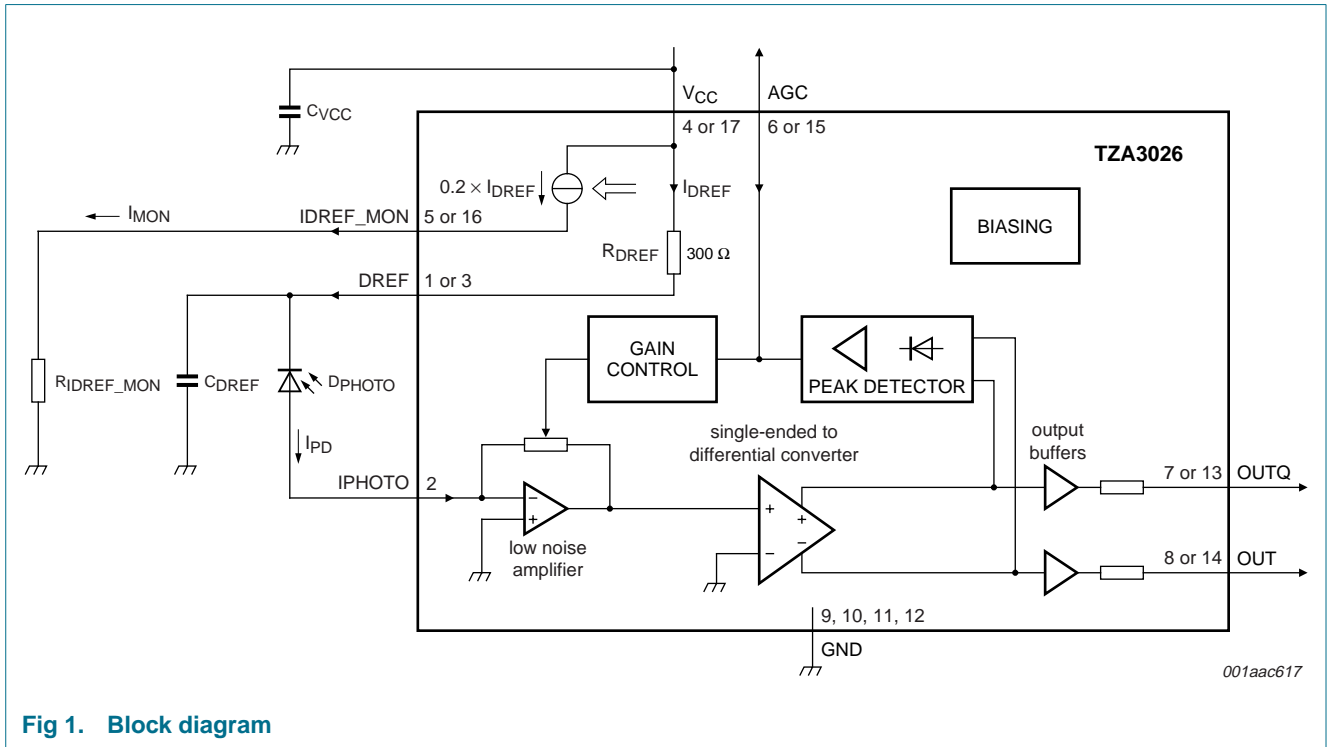 VCC
AGC
CVCC
4 or 17
6 or 15
TZA3026
0.2 × IDREF
IDREF
IMON
IDREF_MON
5 or 16
BIASING
RDREF
300 Ω
DREF
1 or 3
GAIN
CONTROL
PEAK DETECTOR
RIDREF_MON
CDREF
DPHOTO
IPD
single-ended to
differential converter
output
buffers
7 or 13
OUTQ
IPHOTO
2
−
+
+
−
+
−
low noise
amplifier
8 or 14
OUT
9, 10, 11, 12
GND
001aac617
Fig 1. Block diagram